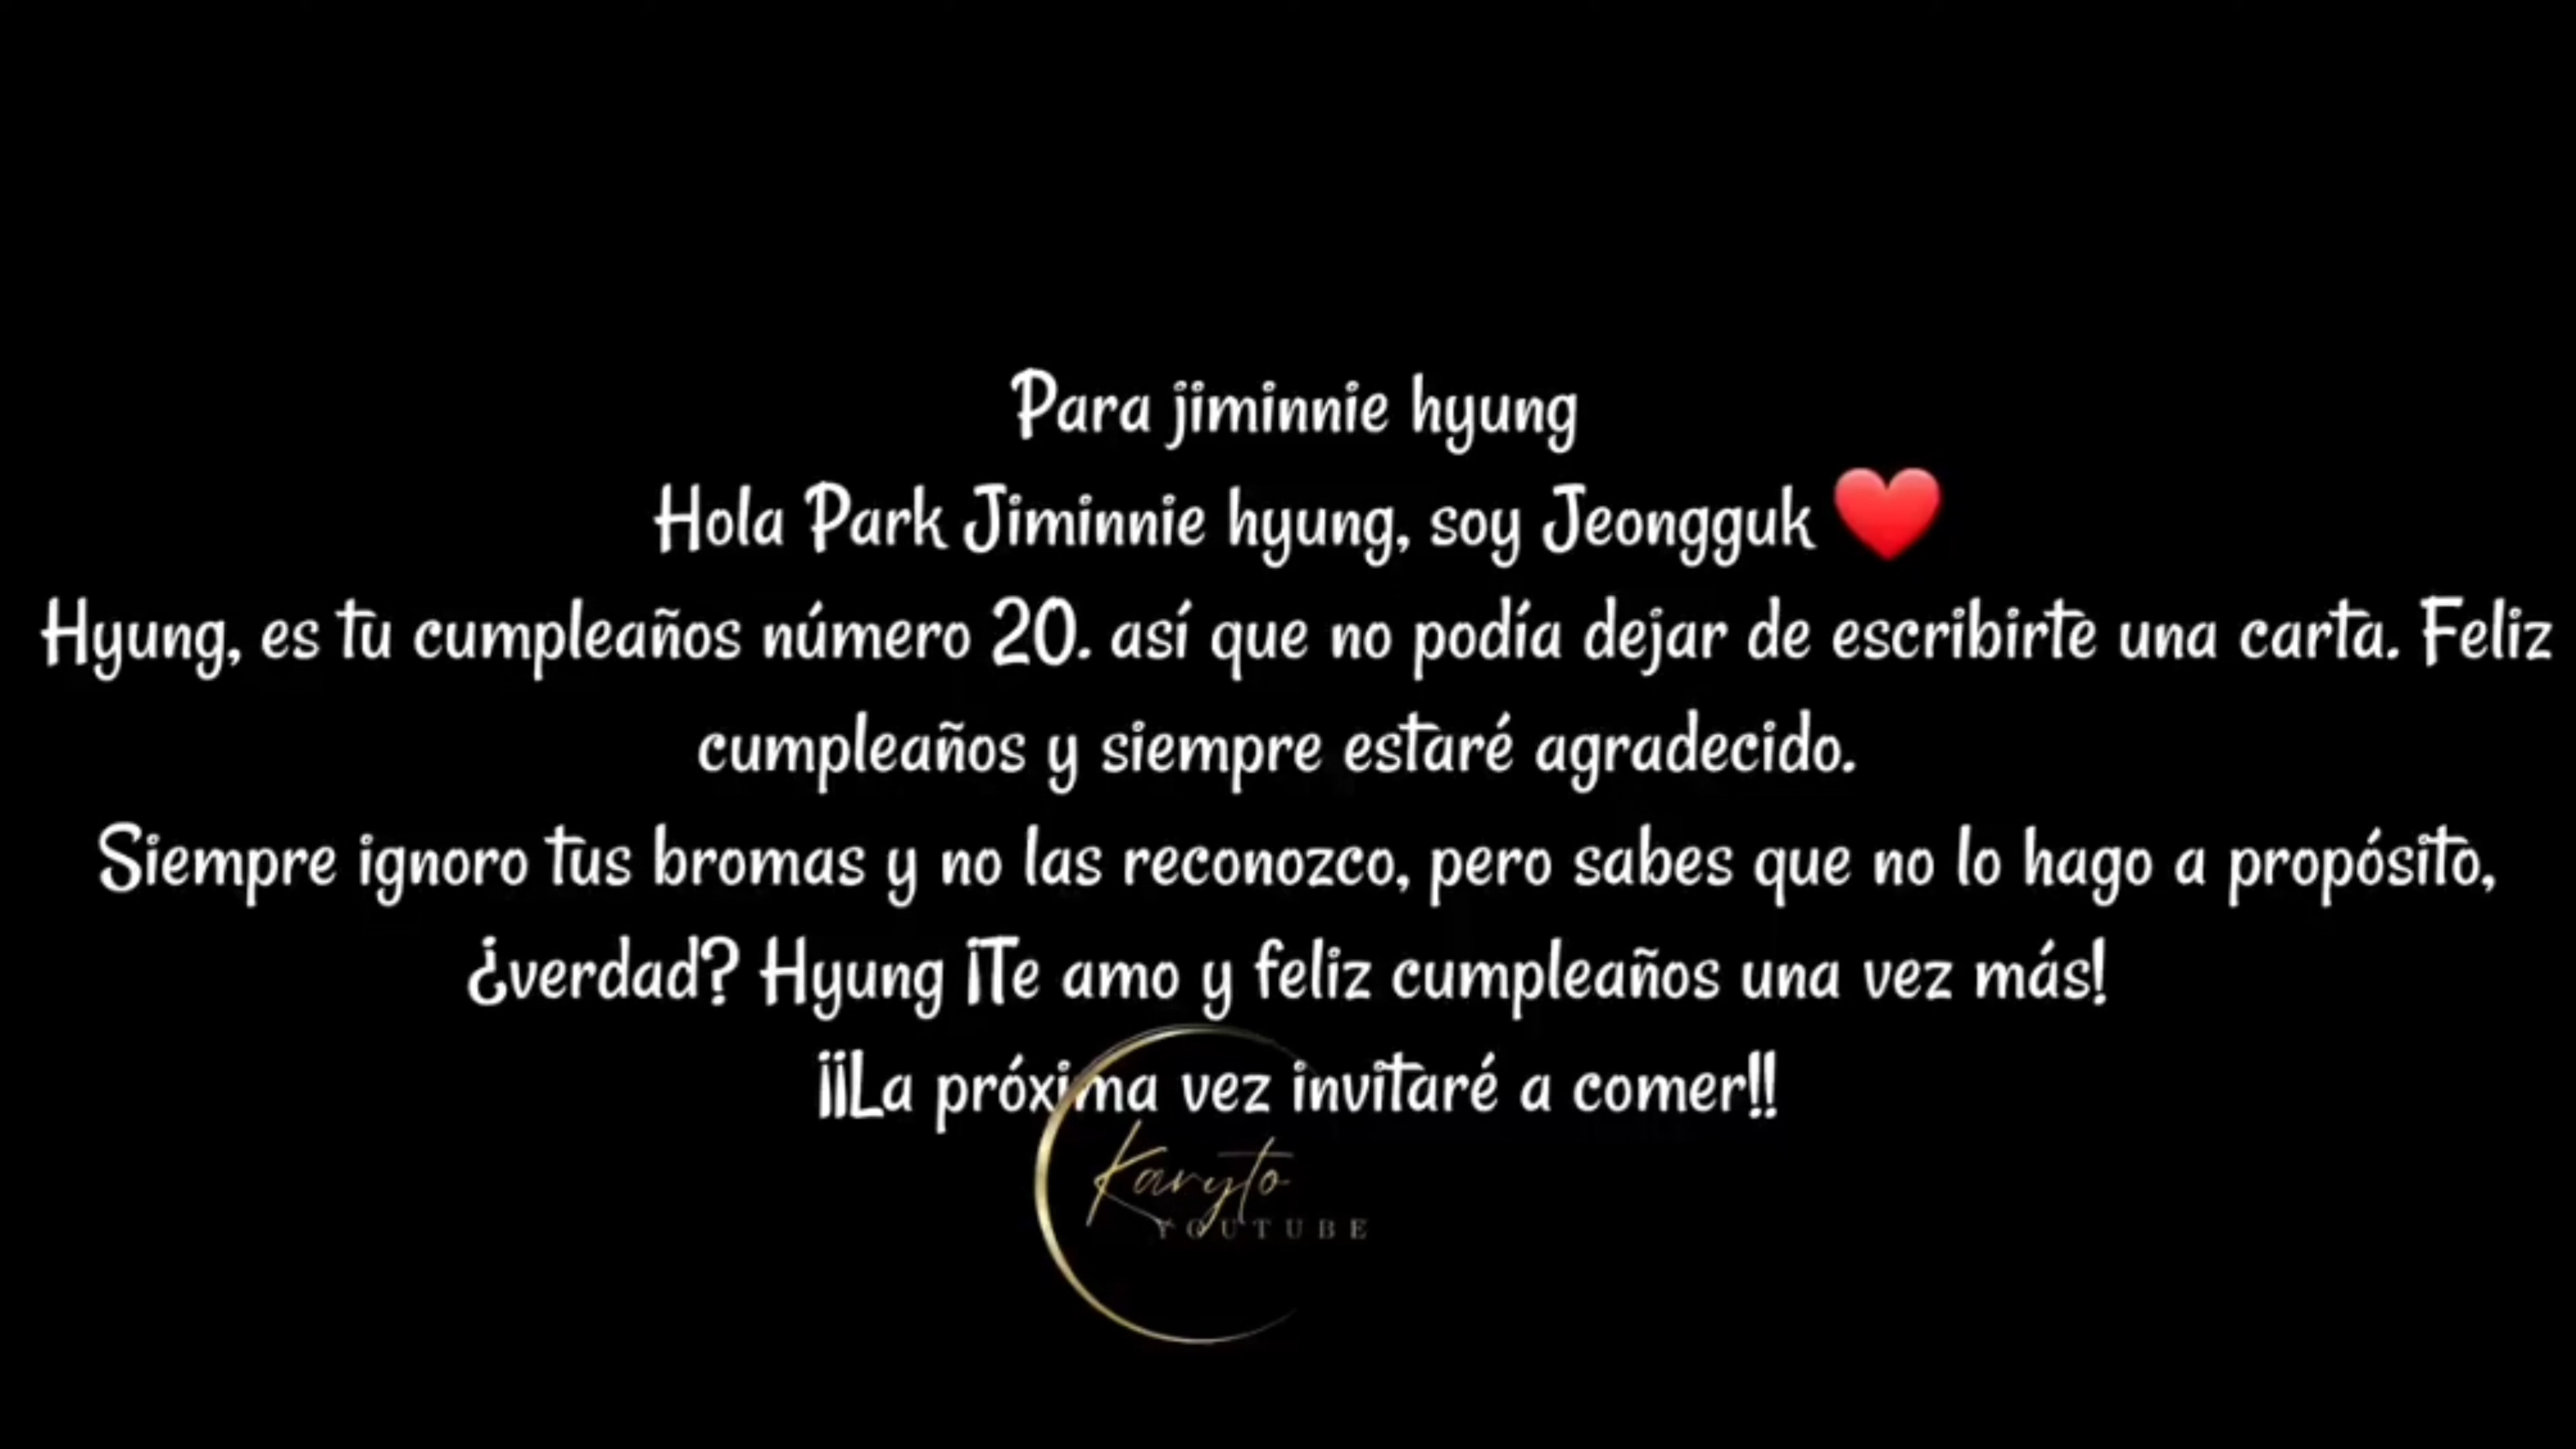 Para jiminnie hyung
Hola Park Jiminnie hyung, soy Jeongguk ❤️
Hyung, es tu cumpleaños número 20. así que no podía dejar de escribirte una carta. Feliz
cumpleaños y siempre estaré agradecido.
Siempre ignoro tus bromas y no las reconozco, pero sabes que no lo hago a propósito,
¿verdad? Hyung ¡Te amo y feliz cumpleaños una vez más!
¡¡La próxima vez invitaré a comer!!
Karyto
YOUTUBE